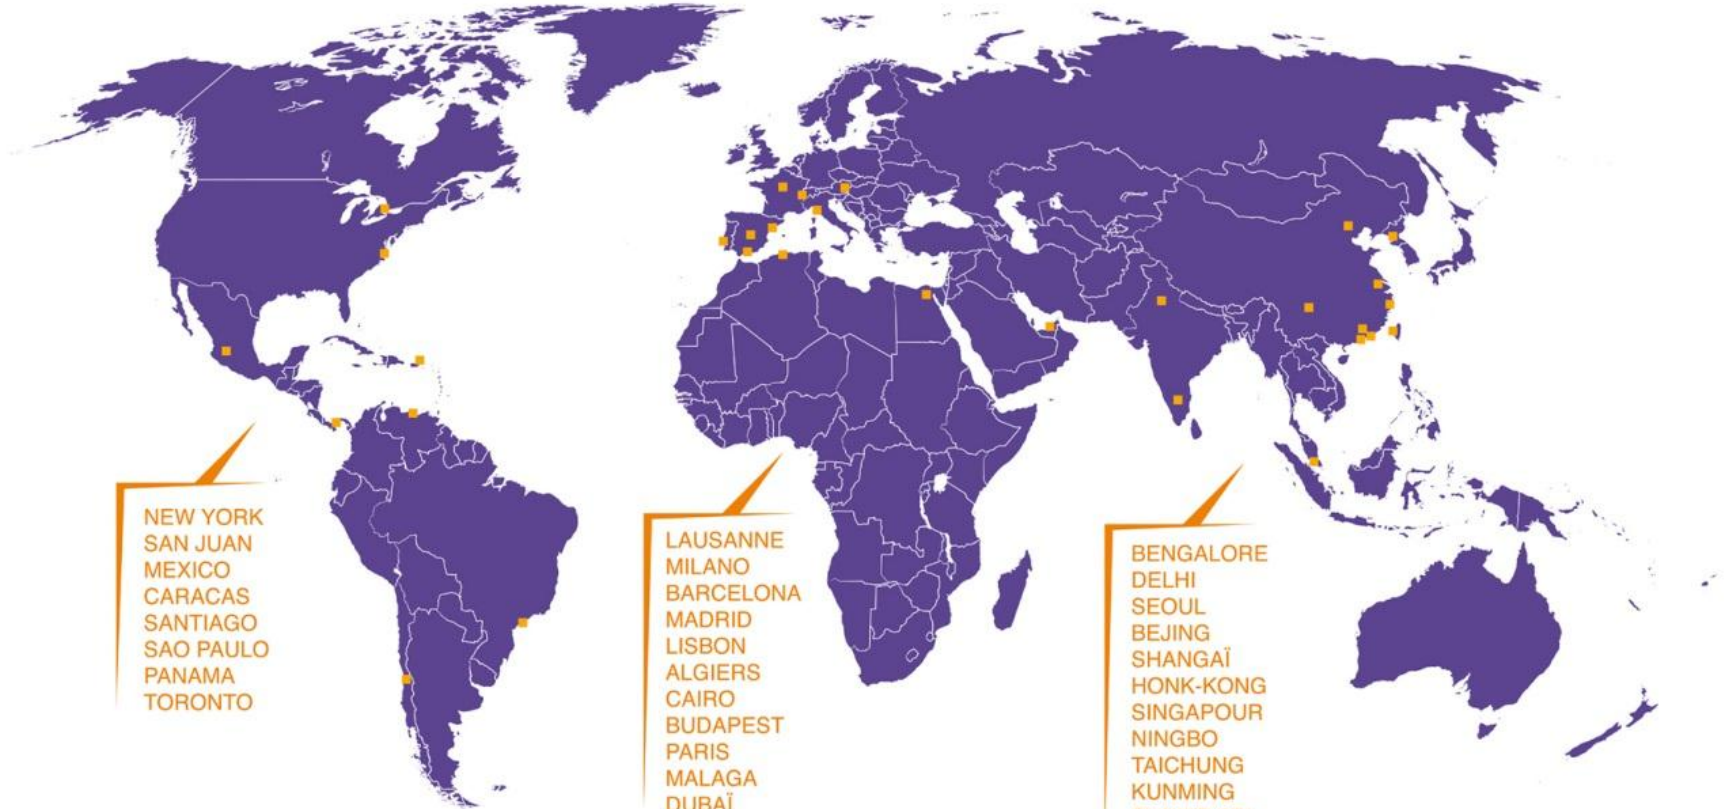 NEW YORK
SAN JUAN
MEXICO
CARACAS
SANTIAGO
SAO PAULO
PANAMA
TORONTO
LAUSANNE
MILANO
BARCELONA
MADRID
LISBON
ALGIERS
CAIRO
BUDAPEST
PARIS
MALAGA
DUBAÏ
BENGALORE
DELHI
SEOUL
BEJING
SHANGAÏ
HONK-KONG
SINGAPOUR
NINGBO
TAICHUNG
KUNMING